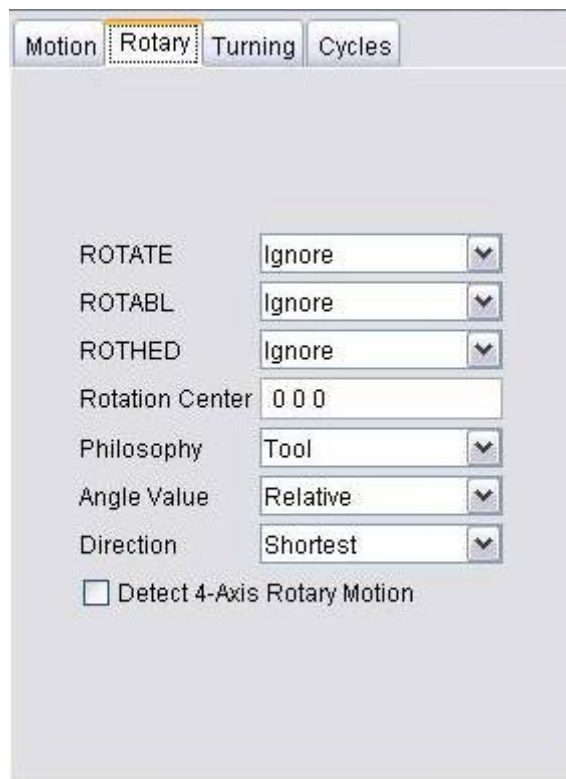 Motion Rotary Turning Cycles
ROTATE Ignore
ROTABL Ignore
ROTHED Ignore
Rotation Center 0 0 0
Philosophy Tool
Angle Value Relative
Direction Shortest
Detect 4-Axis Rotary Motion